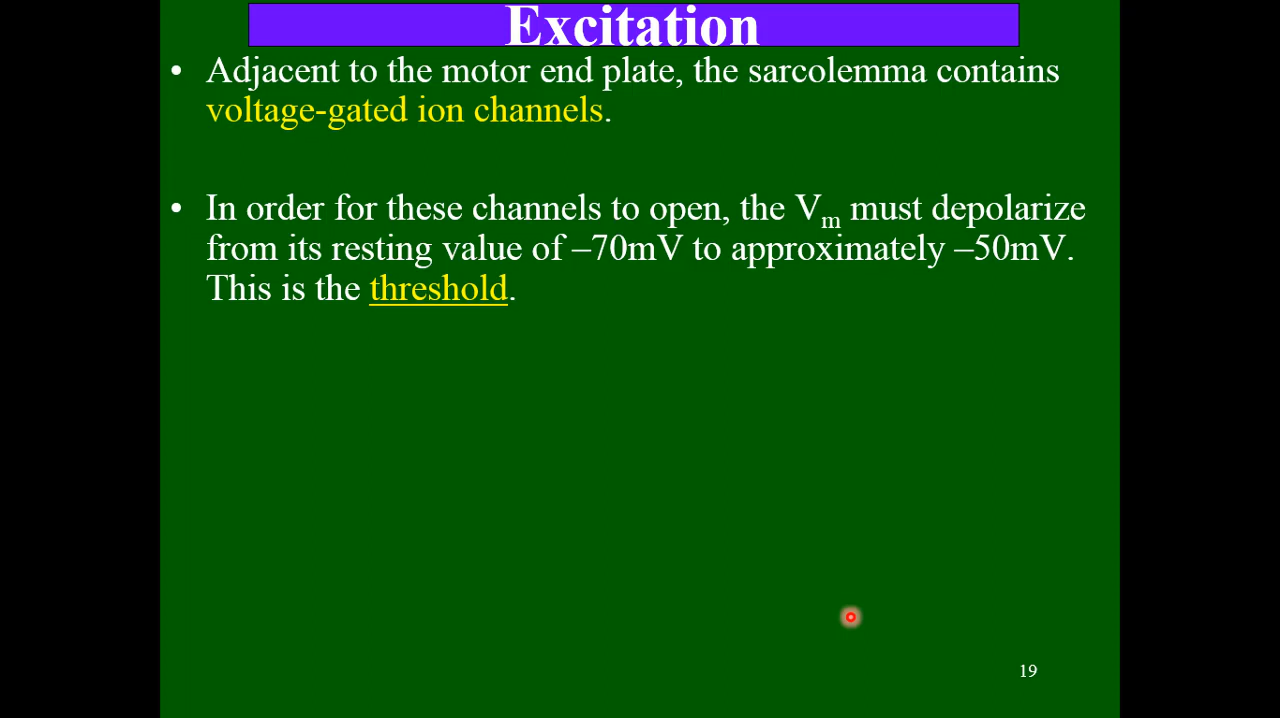 Excitation
• Adjacent to the motor end plate, the sarcolemma contains
voltage-gated ion channels.
• In order for these channels to open, the Vm must depolarize
from its resting value of –70mV to approximately –50mV.
This is the threshold.
19